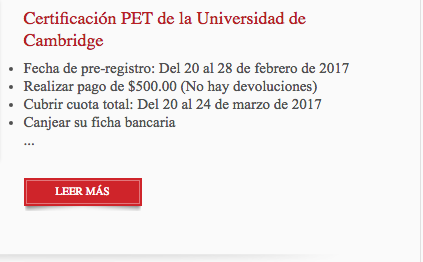 Certificación PET de la Universidad de
Cambridge
• Fecha de pre-registro: Del 20 al 28 de febrero de 2017
• Realizar pago de $500.00 (No hay devoluciones)
• Cubrir cuota total: Del 20 al 24 de marzo de 2017
• Canjear su ficha bancaria
...
LEER MÁS